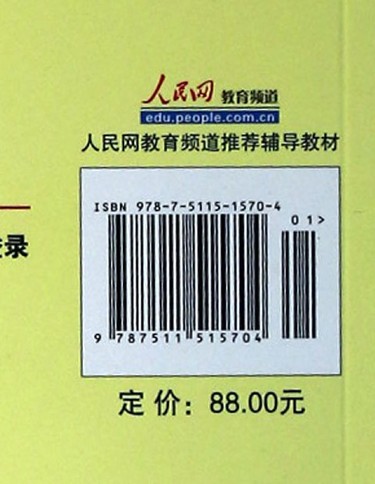 人民网 教育频道
edu.people.com.cn
人民网教育频道推荐辅导教材
ISBN 978-7-5115-1570-4
01>
9 787511 515704
录
定价：88.00元